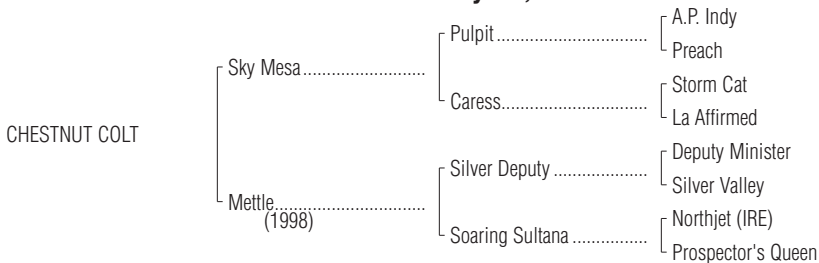 A.P. Indy
Pulpit
Preach
Sky Mesa
Storm Cat
Caress
La Affirmed
CHESTNUT COLT
Deputy Minister
Silver Deputy
Silver Valley
Mettle
(1998)
Northjet (IRE)
Soaring Sultana
Prospector's Queen